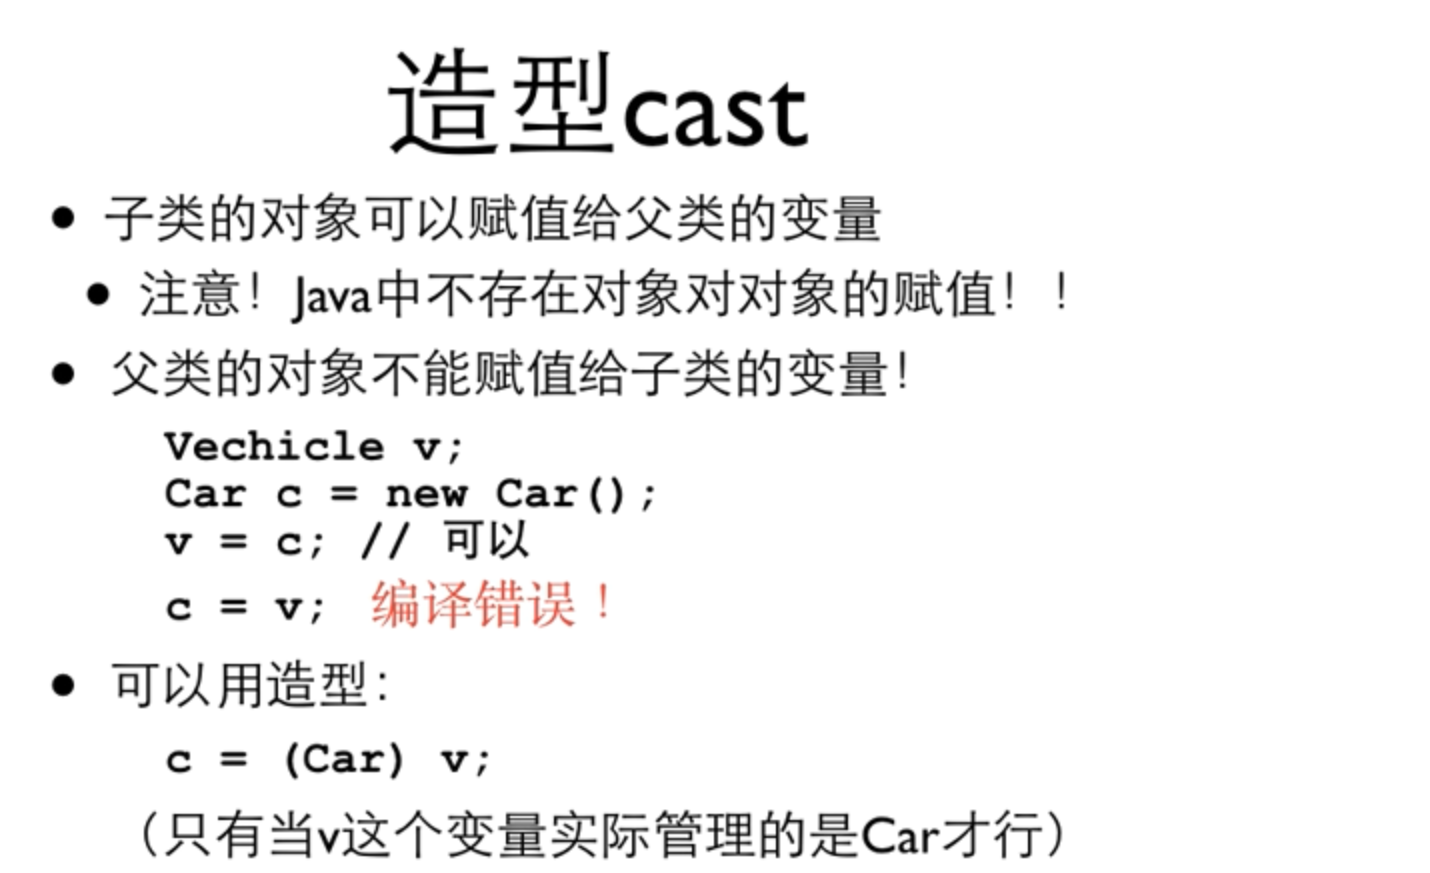 造型cast
● 子类的对象可以赋值给父类的变量
● 注意！Java中不存在对象对对象的赋值！！
● 父类的对象不能赋值给子类的变量！
Vechicle v;
Car c = new Car();
v = c; // 可以
c = v; 编译错误！
● 可以用造型：
c = (Car) v;
（只有当v这个变量实际管理的是Car才行）